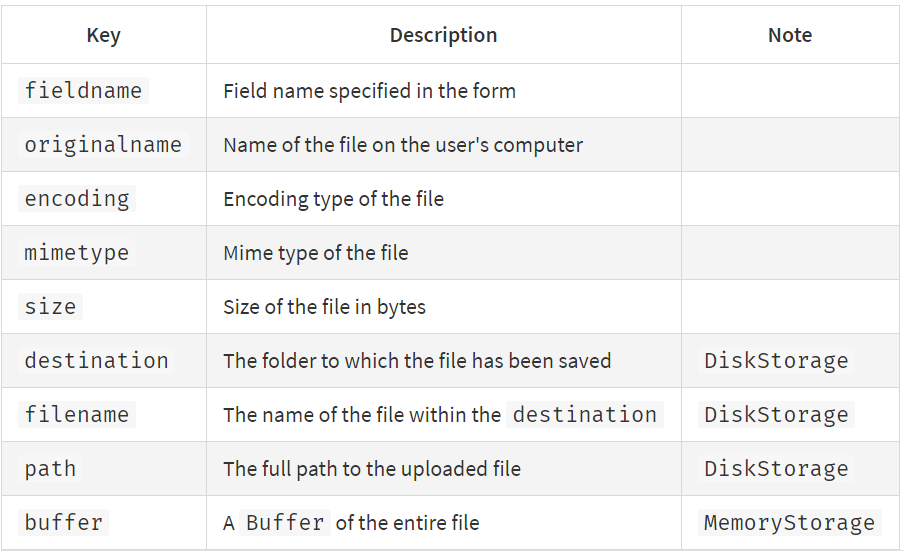 Key Description Note
fieldname Field name specified in the form
originalname Name of the file on the user's computer
encoding Encoding type of the file
mimetype Mime type of the file
size Size of the file in bytes
destination The folder to which the file has been saved DiskStorage
filename The name of the file within the destination DiskStorage
path The full path to the uploaded file DiskStorage
buffer A Buffer of the entire file MemoryStorage